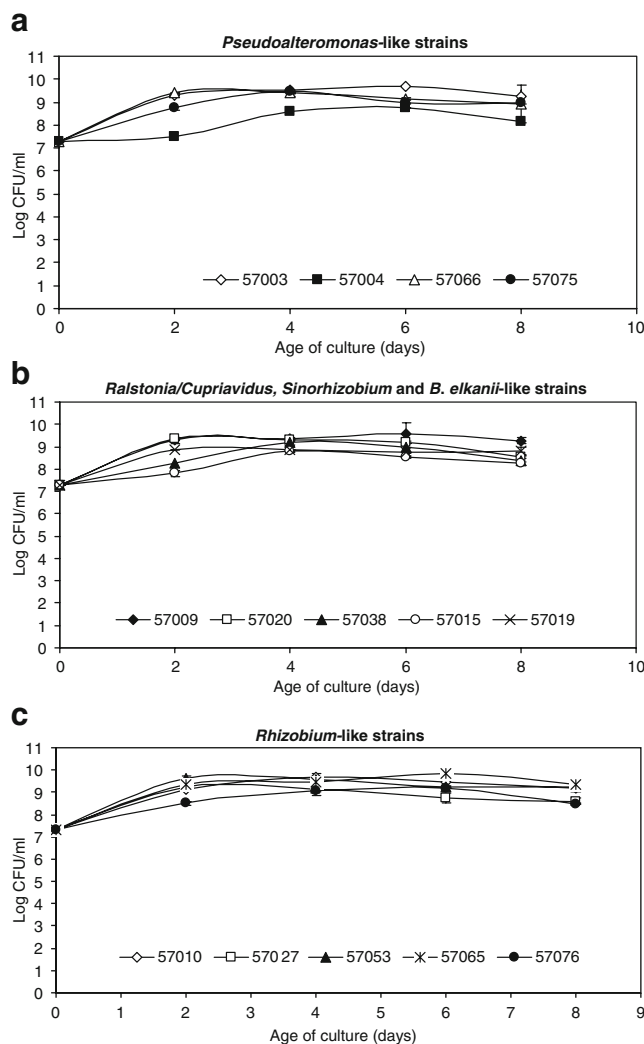 a
Pseudoalteromonas-like strains
11
10
9
8
7
6
5
4
3
2
1
0
Log CFU/ml
57003 57004 57066 57075
0 2 4 6 8 10
Age of culture (days)
b
Ralstonia/Cupriavidus, Sinorhizobium and B. elkanii-like strains
11
10
9
8
7
6
5
4
3
2
1
0
Log CFU/ml
57009 57020 57038 57015 57019
0 2 4 6 8 10
Age of culture (days)
c
Rhizobium-like strains
11
10
9
8
7
6
5
4
3
2
1
0
Log CFU/ml
57010 57027 57053 57065 57076
0 1 2 3 4 5 6 7 8 9
Age of culture (days)